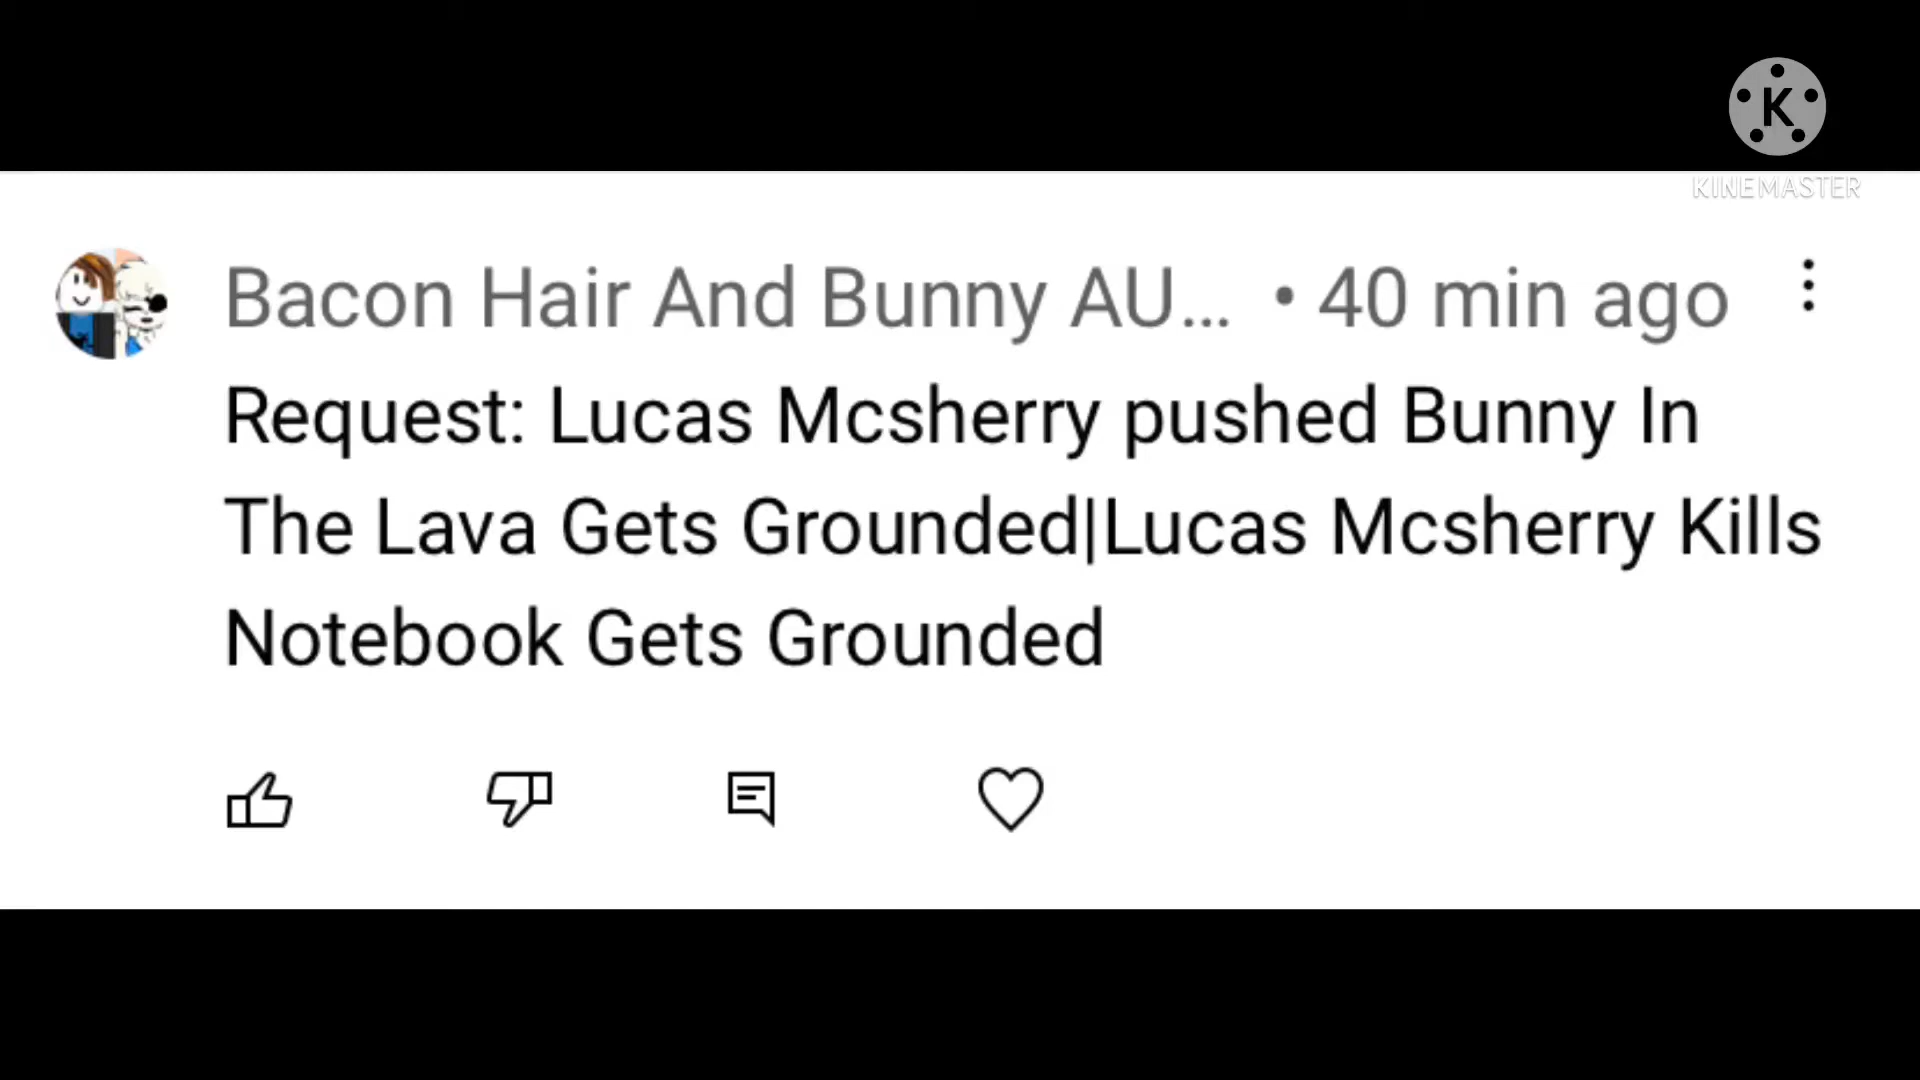 K
KINEMASTER
Bacon Hair And Bunny AU... • 40 min ago
Request: Lucas Mcsherry pushed Bunny In
The Lava Gets Grounded|Lucas Mcsherry Kills
Notebook Gets Grounded